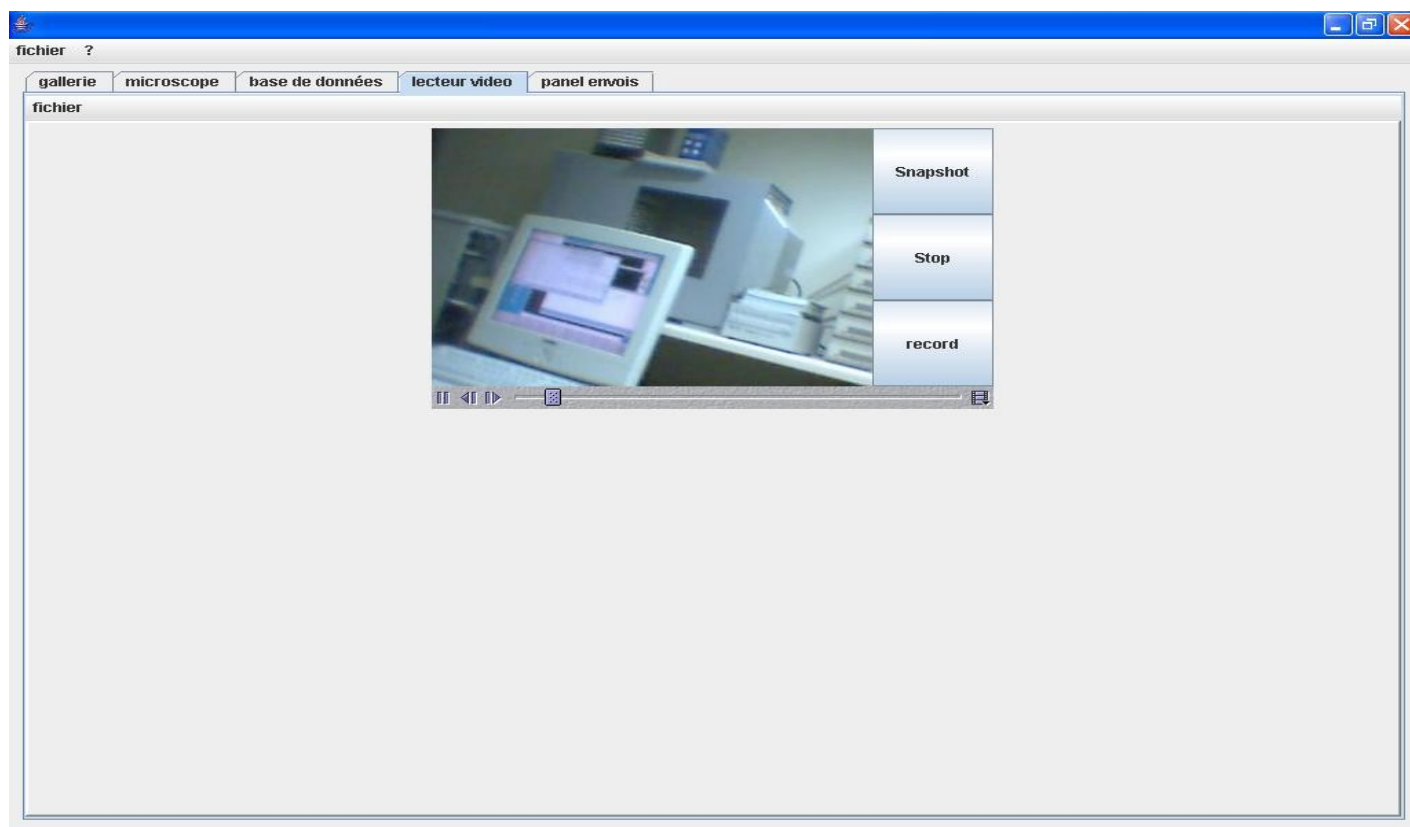 fichier ?
gallerie microscope base de données lecteur video panel envois
fichier
Snapshot
Stop
record